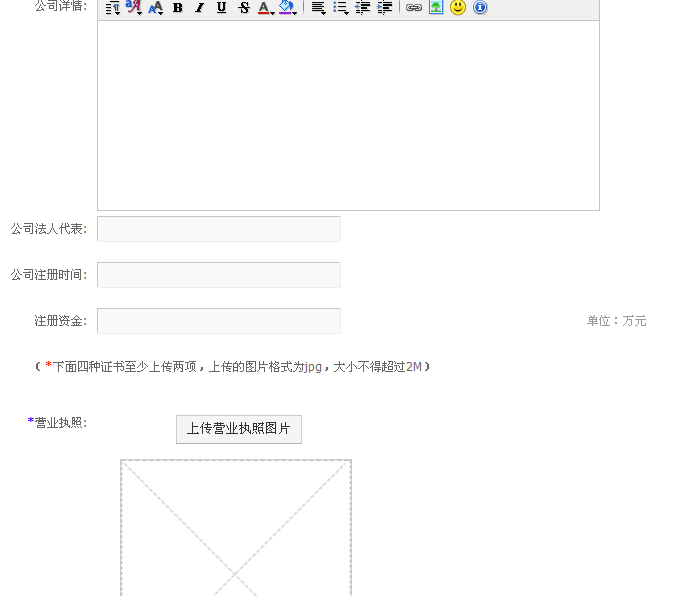 公司详情:
公司法人代表:
公司注册时间:
注册资金:
单位：万元
(*下面四种证书至少上传两项，上传的图片格式为jpg，大小不得超过2M)
*营业执照:
上传营业执照图片